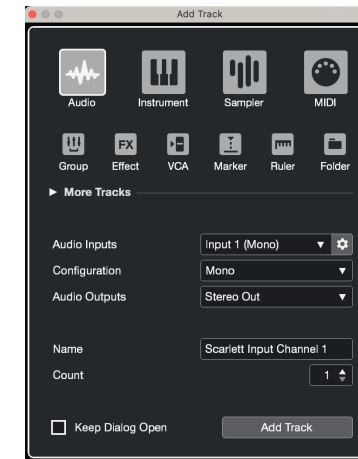 Add Track
Audio Instrument Sampler MIDI
FX
Group Effect VCA Marker Ruler Folder
More Tracks
Audio Inputs Input 1 (Mono)
Configuration Mono
Audio Outputs Stereo Out
Name Scarlett Input Channel 1
Count 1
Keep Dialog Open Add Track